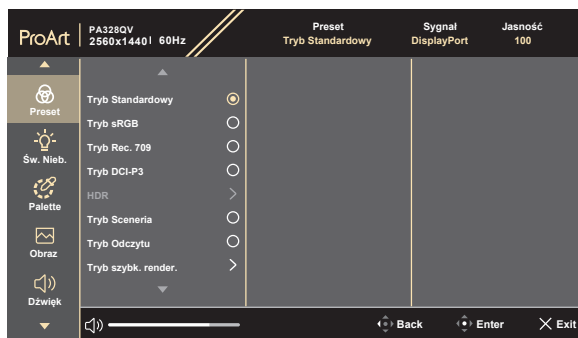 ProArt
PA328QV
2560x1440 60Hz
Preset
Tryb Standardowy
Sygnał
DisplayPort
Jasność
100
Preset
Św. Nieb.
Palette
Obraz
Dźwięk
Tryb Standardowy
Tryb sRGB
Tryb Rec. 709
Tryb DCI-P3
HDR
Tryb Sceneria
Tryb Odczytu
Tryb szybk. render.
Back
Enter
Exit